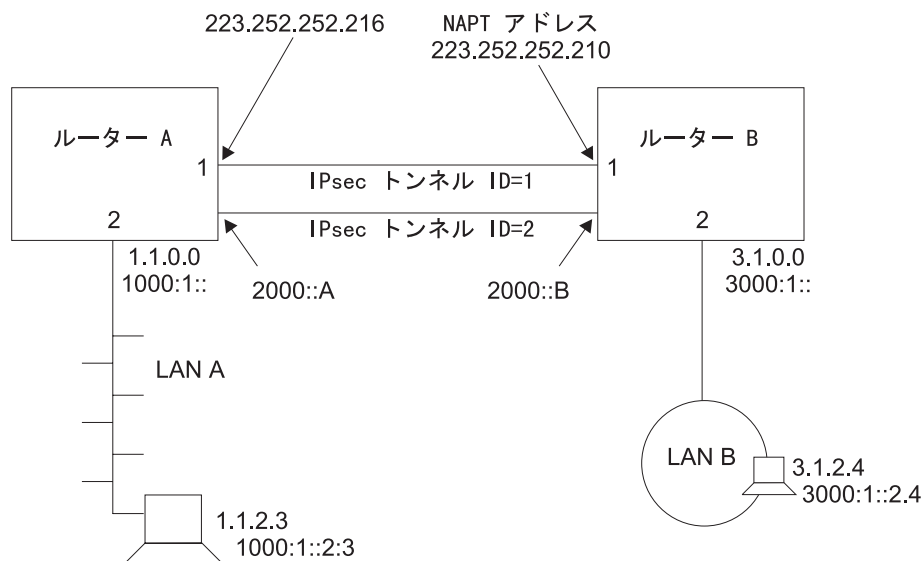 223.252.252.216
NAPT アドレス
223.252.252.210
ルーター A
ルーター B
1
1
IPsec トンネル ID=1
2
IPsec トンネル ID=2
2
1.1.0.0
1000:1::
2000::A
2000::B
3.1.0.0
3000:1::
LAN A
LAN B
3.1.2.4
3000:1::2.4
1.1.2.3
1000:1::2:3